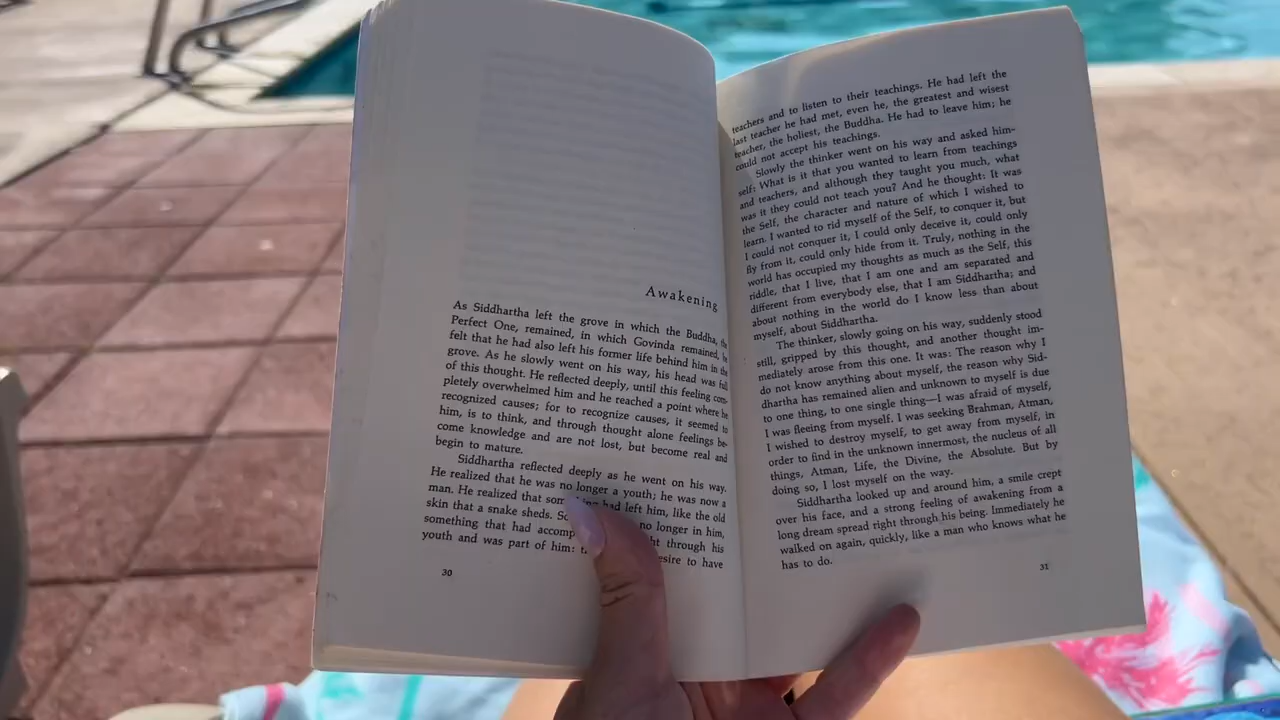 Awakening
As Siddhartha left the grove in which the Buddha, the
Perfect One, remained, in which Govinda remained, he
felt that he had also left his former life behind him in the
grove. As he slowly went on his way, his head was full
of this thought. He reflected deeply, until this feeling com-
pletely overwhelmed him and he reached a point where he
recognized causes; for to recognize causes, it seemed to
him, is to think, and through thought alone feelings be-
come knowledge and are not lost, but become real and
begin to mature.
Siddhartha reflected deeply as he went on his way.
He realized that he was no longer a youth; he was now a
man. He realized that something had left him, like the old
skin that a snake sheds. no longer in him,
something that had through his
youth and was part of him: to have
30
teachers and to listen to their teachings. He had left the
last teacher he had met, even he, the greatest and wisest
teacher, the holiest, the Buddha. He had to leave him; he
could not accept his teachings.
Slowly the thinker went on his way and asked him-
self: What is it that you wanted to learn from teachings
and teachers, and although they taught you much, what
was it they could not teach you? And he thought: It was
the Self, the character and nature of which I wished to
learn. I wanted to rid myself of the Self, to conquer it, but
I could not conquer it, I could only deceive it, could only
fly from it, could only hide from it. Truly, nothing in the
world has occupied my thoughts as much as the Self, this
riddle, that I live, that I am one and am separated and
different from everybody else, that I am Siddhartha; and
about nothing in the world do I know less than about
myself, about Siddhartha.
The thinker, slowly going on his way, suddenly stood
still, gripped by this thought, and another thought im-
mediately arose from this one. It was: The reason why I
do not know anything about myself, the reason why Sid-
dhartha has remained alien and unknown to myself is due
to one thing, to one single thing—I was afraid of myself,
I was fleeing from myself. I was seeking Brahman, Atman,
I wished to destroy myself, to get away from myself, in
order to find in the unknown innermost, the nucleus of all
things, Atman, Life, the Divine, the Absolute. But by
doing so, I lost myself on the way.
Siddhartha looked up and around him, a smile crept
over his face, and a strong feeling of awakening from a
long dream spread right through his being. Immediately he
walked on again, quickly, like a man who knows what he
has to do.
31